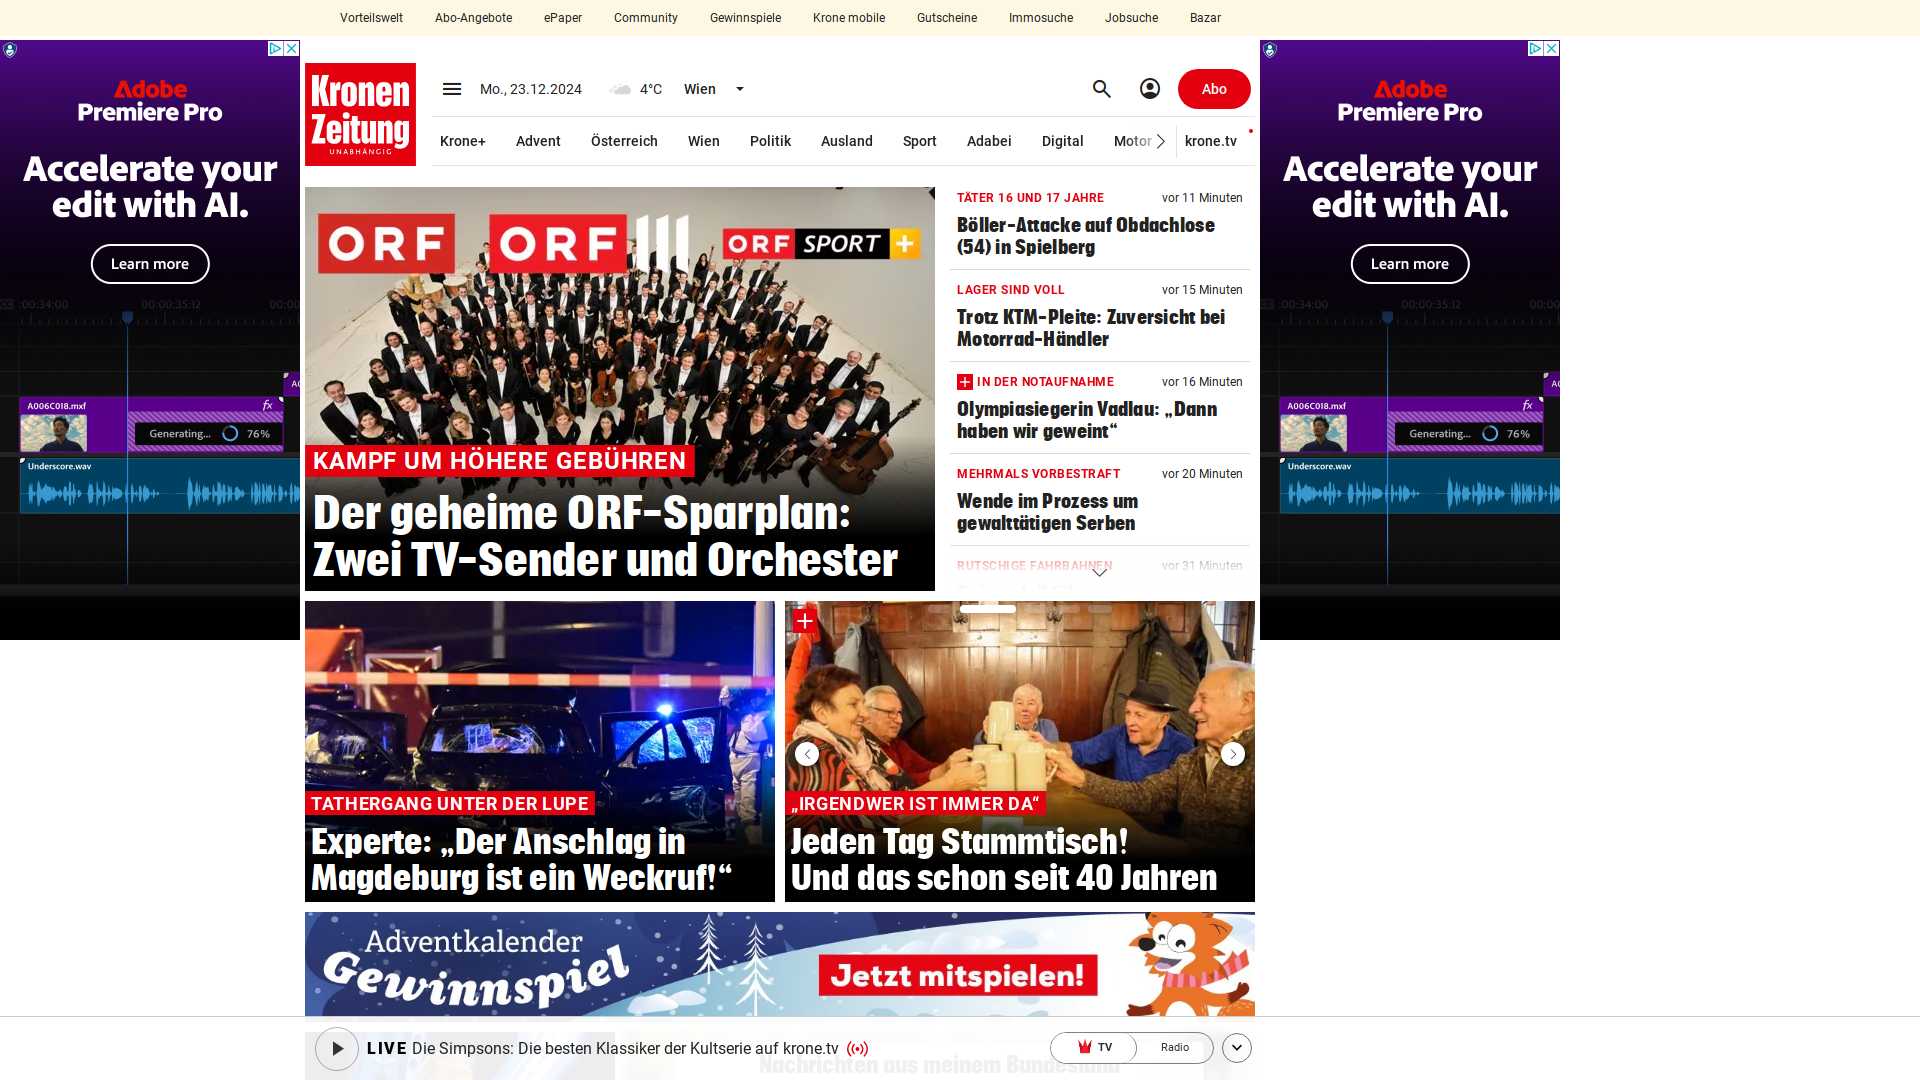 Vorteilswelt Abo-Angebote ePaper Community Gewinnspiele Krone mobile Gutscheine Immosuche Jobsuche Bazar
Adobe
Premiere Pro
Accelerate your
edit with AI.
Learn more
:00:34:00 00:00:35:12 00:00
A006C018.mxf fx
Generating... 76%
Underscore.wav
Kronen
Zeitung
UNABHÄNGIG
Mo., 23.12.2024 4°C Wien
Abo
Krone+ Advent Österreich Wien Politik Ausland Sport Adabei Digital Motor krone.tv
ORF ORF III ORF SPORT +
KAMPF UM HÖHERE GEBÜHREN
Der geheime ORF-Sparplan:
Zwei TV-Sender und Orchester
TÄTER 16 UND 17 JAHRE vor 11 Minuten
Böller-Attacke auf Obdachlose
(54) in Spielberg
LAGER SIND VOLL vor 15 Minuten
Trotz KTM-Pleite: Zuversicht bei
Motorrad-Händler
IN DER NOTAUFNAHME vor 16 Minuten
Olympiasiegerin Vadlau: „Dann
haben wir geweint“
MEHRMALS VORBESTRAFT vor 20 Minuten
Wende im Prozess um
gewalttätigen Serben
RUTSCHIGE FAHRBAHNEN vor 31 Minuten
Adobe
Premiere Pro
Accelerate your
edit with AI.
Learn more
:00:34:00 00:00:35:12 00:00
A006C018.mxf fx
Generating... 76%
Underscore.wav
TATHERGANG UNTER DER LUPE
Experte: „Der Anschlag in
Magdeburg ist ein Weckruf!“
„IRGENDWER IST IMMER DA“
Jeden Tag Stammtisch!
Und das schon seit 40 Jahren
Adventkalender
Gewinnspiel
Jetzt mitspielen!
LIVE Die Simpsons: Die besten Klassiker der Kultserie auf krone.tv
TV Radio
Nachrichten aus meinem Bundesland